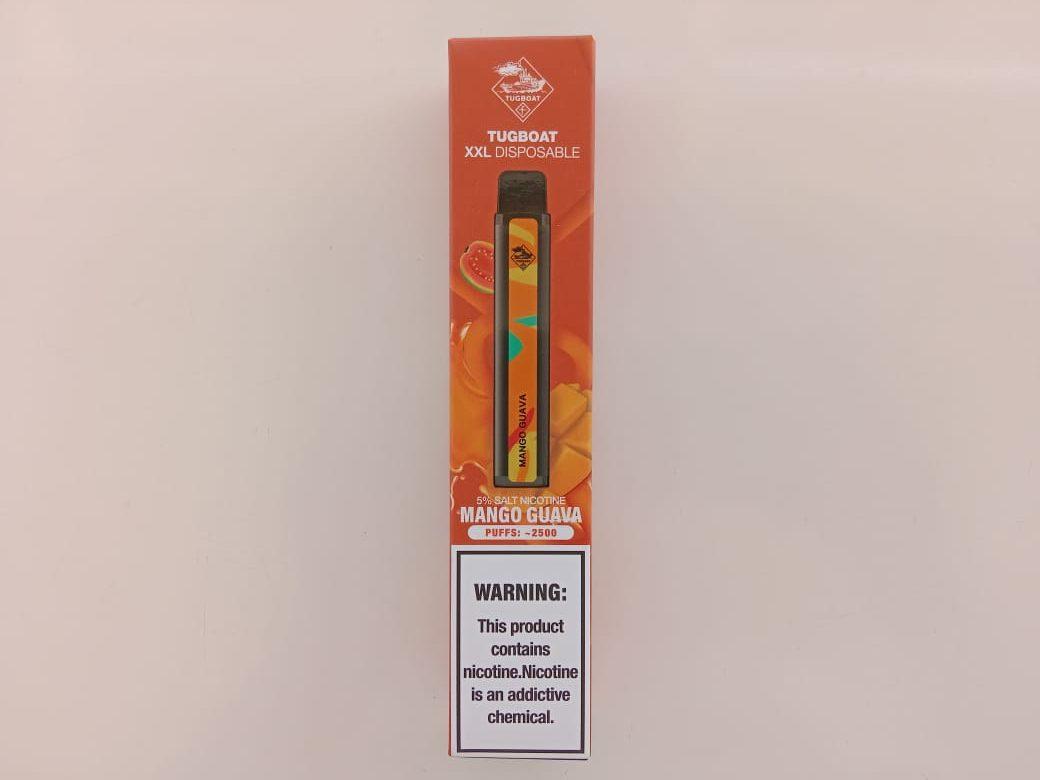 TUGBOAT
TUGBOAT
XXL DISPOSABLE
MANGO GUAVA
5% SALT NICOTINE
MANGO GUAVA
PUFFS: ~2500
WARNING:
This product
contains
nicotine.Nicotine
is an addictive
chemical.